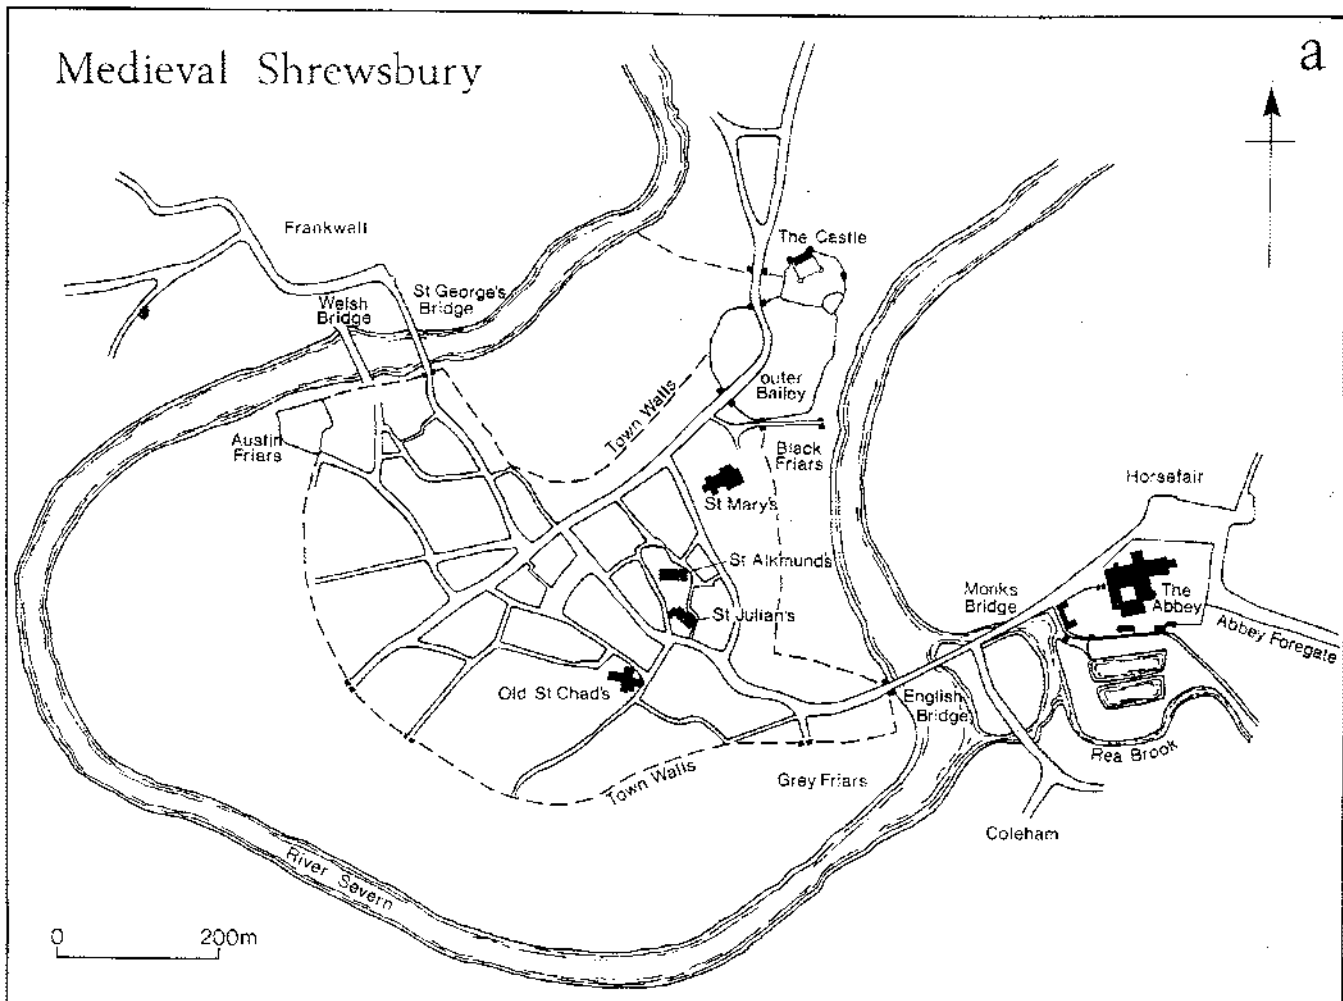 Medieval Shrewsbury
a
Frankwell
The Castle
St George's
Bridge
Welsh
Bridge
outer
Bailey
Town Walls
Austin
Friars
Black
Friars
St Mary's
Horsefair
St Alkmund's
Monks
Bridge
The
Abbey
St Julian's
Abbey Foregate
Old St Chad's
English
Bridge
Rea Brook
Town Walls
Grey Friars
Coleham
River Severn
0 200m